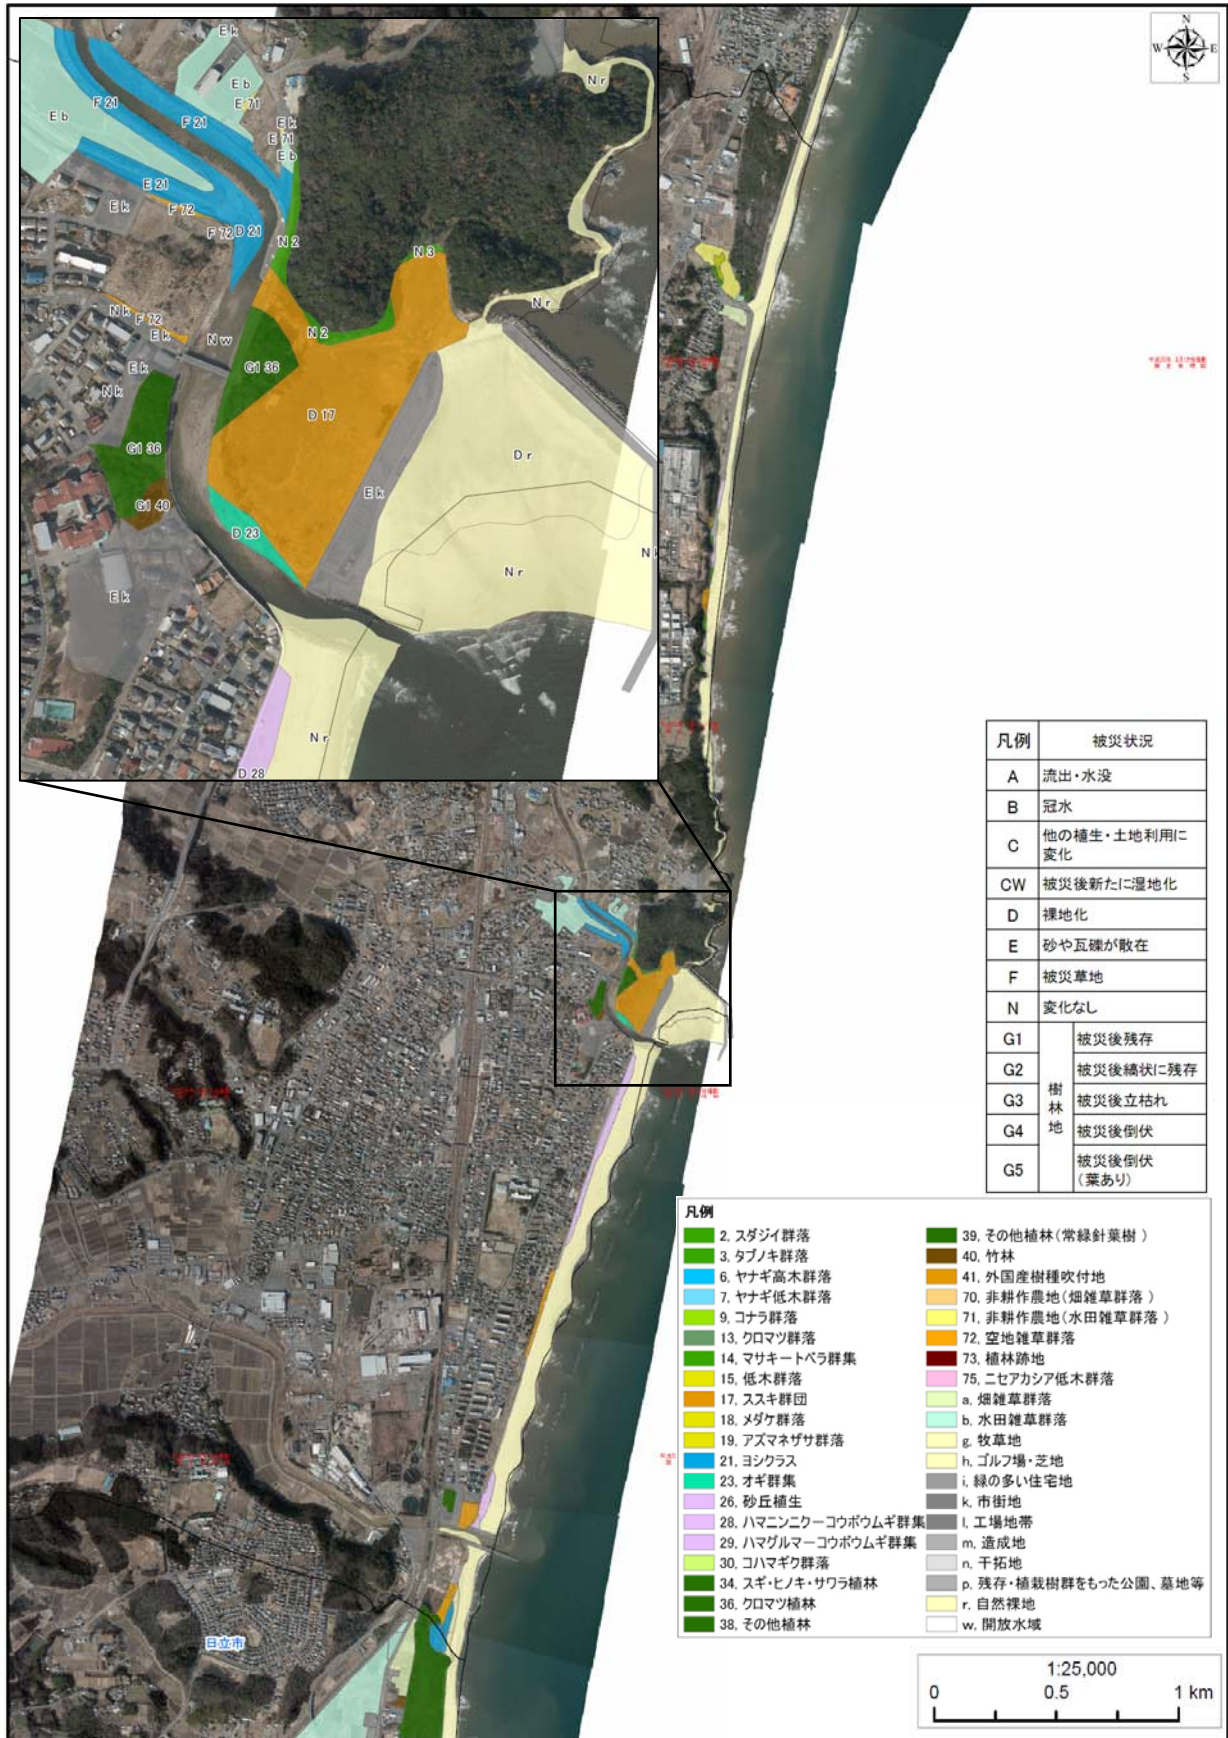 N
W E
S
E k
N r
E b
F 21
E 71
E b
F 21
E k
E 71
E b
E 21
E k
F 72
F 72
D 21
N 2
N 3
N r
N k
F 72
E k
N w
N 2
E k
G1 36
N k
D 17
G1 36
D r
E k
G1 40
D 23
N r
E k
N r
D 28
凡例 被災状況
A 流出・水没
B 冠水
C 他の植生・土地利用に
変化
CW 被災後新たに湿地化
D 裸地化
E 砂や瓦礫が散在
F 被災草地
N 変化なし
樹林地
G1 被災後残存
G2 被災後縞状に残存
G3 被災後立枯れ
G4 被災後倒伏
G5 被災後倒伏
(葉あり)
凡例
2, スダジイ群落
3, タブノキ群落
6, ヤナギ高木群落
7, ヤナギ低木群落
9, コナラ群落
13, クロマツ群落
14, マサキートベラ群集
15, 低木群落
17, ススキ群団
18, メダケ群落
19, アズマネザサ群落
21, ヨシクラス
23, オギ群集
26, 砂丘植生
28, ハマニンニクーコウボウムギ群集
29, ハマグルマーコウボウムギ群集
30, コハマギク群落
34, スギ・ヒノキ・サワラ植林
36, クロマツ植林
38, その他植林
39, その他植林(常緑針葉樹 )
40, 竹林
41, 外国産樹種吹付地
70, 非耕作農地(畑雑草群落 )
71, 非耕作農地(水田雑草群落 )
72, 空地雑草群落
73, 植林跡地
75, ニセアカシア低木群落
a, 畑雑草群落
b, 水田雑草群落
g, 牧草地
h, ゴルフ場・芝地
i, 緑の多い住宅地
k, 市街地
l, 工場地帯
m, 造成地
n, 干拓地
p, 残存・植栽樹群をもった公園、墓地等
r, 自然裸地
w, 開放水域
日立市
1:25,000
0 0.5 1 km